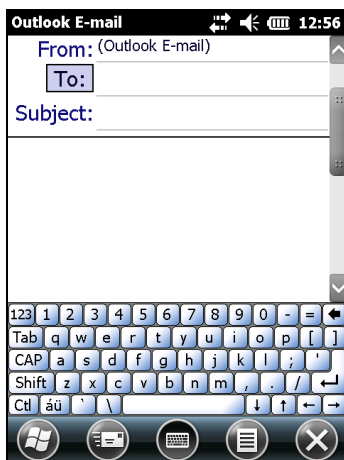 Outlook E-mail 12:56
From: (Outlook E-mail)
To:
Subject:
123 1 2 3 4 5 6 7 8 9 0 - =
Tab q w e r t y u i o p [ ]
CAP a s d f g h j k l ; '
Shift z x c v b n m , . /
Ctl áü ` \